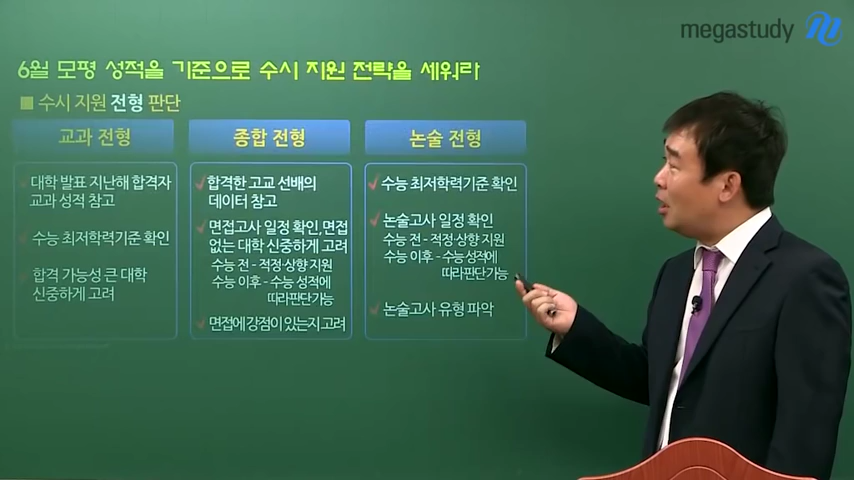 megastudy
6월 모평 성적을 기준으로 수시 지원 전략을 세워라
■ 수시 지원 전형 판단
교과 전형
대학 발표 지난해 합격자
교과 성적 참고
수능 최저학력기준 확인
합격 가능성 큰 대학
신중하게 고려
종합 전형
합격한 고교 선배의
데이터 참고
면접고사 일정 확인, 면접
없는 대학 신중하게 고려
수능 전 - 적정·상향 지원
수능 이후 - 수능 성적에
따라 판단 가능
면접에 강점이 있는지 고려
논술 전형
수능 최저학력기준 확인
논술고사 일정 확인
수능 전 - 적정·상향 지원
수능 이후 - 수능성적에
따라판단가능
논술고사 유형 파악